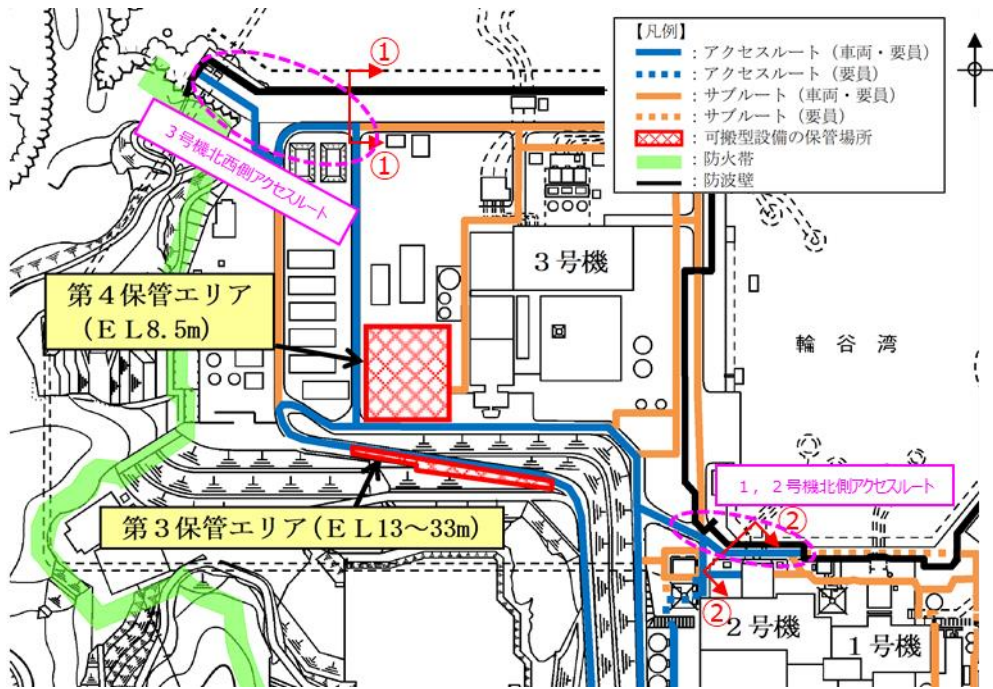 【凡例】
：アクセスルート（車両・要員）
：アクセスルート（要員）
：サブルート（車両・要員）
：サブルート（要員）
：可搬型設備の保管場所
：防火帯
：防波壁
①
①
３号機北西側アクセスルート
３号機
第４保管エリア
（ＥＬ8.5m）
輪谷湾
１，２号機北側アクセスルート
第３保管エリア（ＥＬ13～33m）
②
②
２号機
１号機